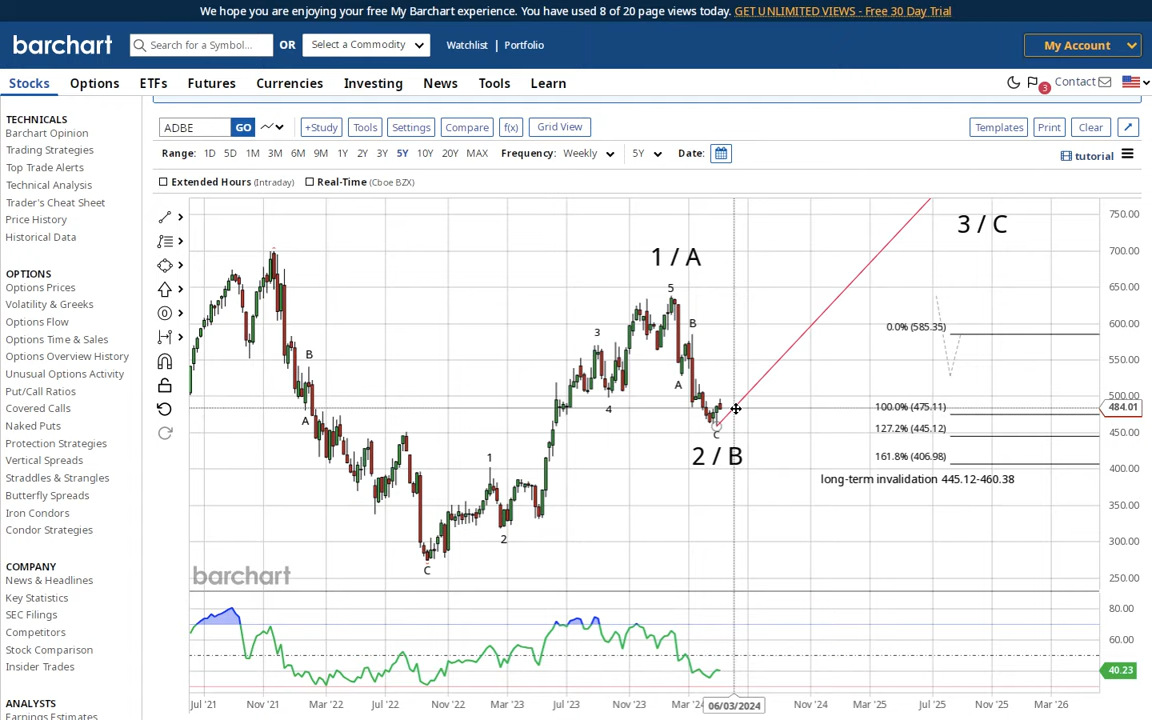 We hope you are enjoying your free My Barchart experience. You have used 8 of 20 page views today. GET UNLIMITED VIEWS - Free 30 Day Trial
barchart
Search for a Symbol...
OR
Select a Commodity
Watchlist | Portfolio
My Account
Stocks Options ETFs Futures Currencies Investing News Tools Learn
3
Contact
TECHNICALS
Barchart Opinion
Trading Strategies
Top Trade Alerts
Technical Analysis
Trader's Cheat Sheet
Price History
Historical Data
OPTIONS
Options Prices
Volatility & Greeks
Options Flow
Options Time & Sales
Options Overview History
Unusual Options Activity
Put/Call Ratios
Covered Calls
Naked Puts
Protection Strategies
Vertical Spreads
Straddles & Strangles
Butterfly Spreads
Iron Condors
Condor Strategies
COMPANY
News & Headlines
Key Statistics
SEC Filings
Competitors
Stock Comparison
Insider Trades
ANALYSTS
Earnings Estimates
ADBE GO +Study Tools Settings Compare f(x) Grid View Templates Print Clear
Range: 1D 5D 1M 3M 6M 9M 1Y 2Y 3Y 5Y 10Y 20Y MAX Frequency: Weekly 5Y Date: tutorial
Extended Hours (Intraday) Real-Time (Cboe BZX)
3 / C
1 / A
5
B
3
B
A
4
A
C
2 / B
1
2
C
0.0% (585.35)
100.0% (475.11)
127.2% (445.12)
161.8% (406.98)
long-term invalidation 445.12-460.38
barchart
750.00
700.00
650.00
600.00
550.00
500.00
484.01
450.00
400.00
350.00
300.00
250.00
80.00
60.00
40.23
Jul '21 Nov '21 Mar '22 Jul '22 Nov '22 Mar '23 Jul '23 Nov '23 Mar '24 06/03/2024 Nov '24 Mar '25 Jul '25 Nov '25 Mar '26